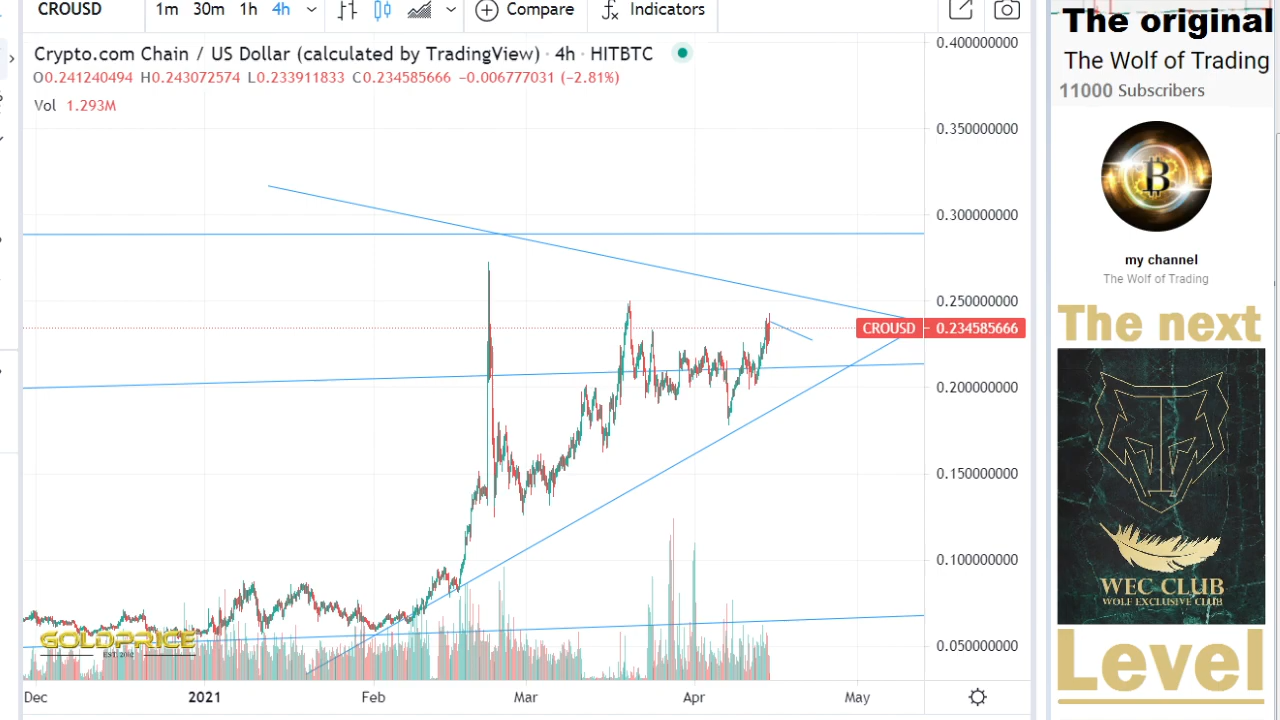 CROUSD 1m 30m 1h 4h Compare Indicators
Crypto.com Chain / US Dollar (calculated by TradingView) · 4h · HITBTC
O0.241240494 H0.243072574 L0.233911833 C0.234585666 −0.006777031 (−2.81%)
Vol 1.293M
0.400000000
0.350000000
0.300000000
0.250000000
CROUSD 0.234585666
0.200000000
0.150000000
0.100000000
0.050000000
GOLDPRICE
EST. 2002
Dec 2021 Feb Mar Apr May
The original
The Wolf of Trading
11000 Subscribers
B
my channel
The Wolf of Trading
The next
WEC CLUB
WOLF EXCLUSIVE CLUB
Level